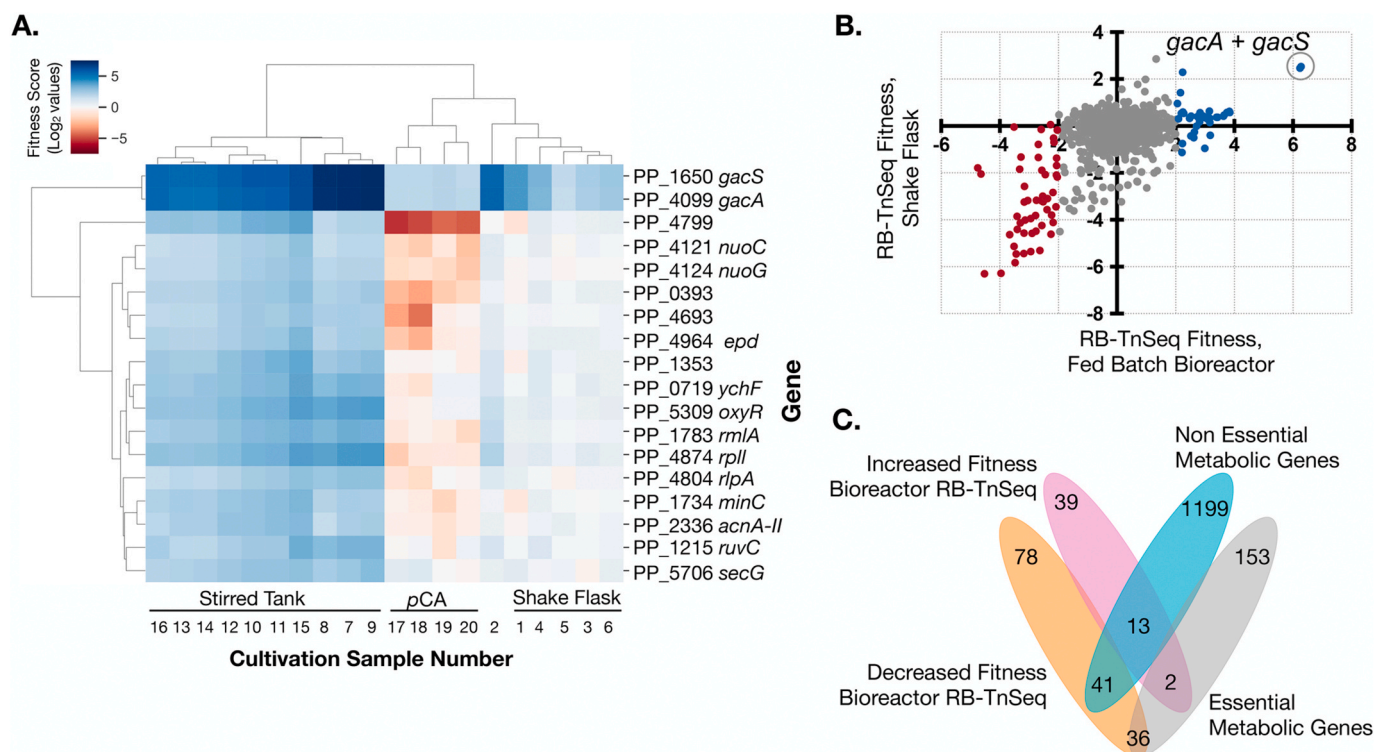 A.
Fitness Score
(Log2 values)
5
0
−5
PP_1650 gacS
PP_4099 gacA
PP_4799
PP_4121 nuoC
PP_4124 nuoG
PP_0393
PP_4693
PP_4964 epd
PP_1353
PP_0719 ychF
PP_5309 oxyR
PP_1783 rmlA
PP_4874 rplI
PP_4804 rlpA
PP_1734 minC
PP_2336 acnA-II
PP_1215 ruvC
PP_5706 secG
Gene
Stirred Tank pCA Shake Flask
16 13 14 12 10 11 15 8 7 9 17 18 19 20 2 1 4 5 3 6
Cultivation Sample Number
B.
gacA + gacS
4
2
-6 -4 -2 2 4 6 8
-2
-4
-6
-8
RB-TnSeq Fitness,
Shake Flask
RB-TnSeq Fitness,
Fed Batch Bioreactor
C.
Non Essential
Metabolic Genes
Increased Fitness
Bioreactor RB-TnSeq
39
1199
78
153
13
Decreased Fitness
Bioreactor RB-TnSeq
41
2
Essential
Metabolic Genes
36